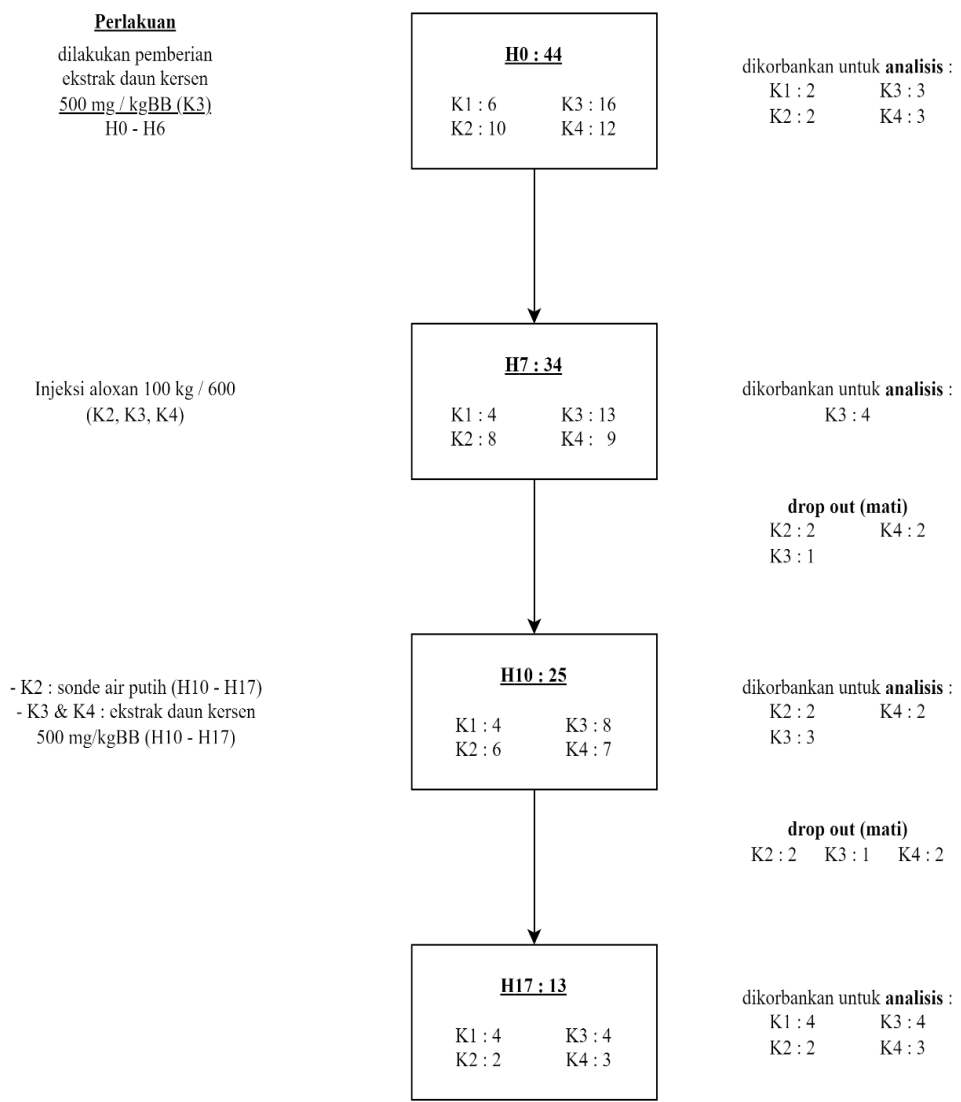 Perlakuan
dilakukan pemberian
ekstrak daun kersen
500 mg / kgBB (K3)
H0 - H6
H0 : 44
K1 : 6 K3 : 16
K2 : 10 K4 : 12
dikorbankan untuk analisis :
K1 : 2 K3 : 3
K2 : 2 K4 : 3
Injeksi aloxan 100 kg / 600
(K2, K3, K4)
H7 : 34
K1 : 4 K3 : 13
K2 : 8 K4 : 9
dikorbankan untuk analisis :
K3 : 4
drop out (mati)
K2 : 2 K4 : 2
K3 : 1
- K2 : sonde air putih (H10 - H17)
- K3 & K4 : ekstrak daun kersen
500 mg/kgBB (H10 - H17)
H10 : 25
K1 : 4 K3 : 8
K2 : 6 K4 : 7
dikorbankan untuk analisis :
K2 : 2 K4 : 2
K3 : 3
drop out (mati)
K2 : 2 K3 : 1 K4 : 2
H17 : 13
K1 : 4 K3 : 4
K2 : 2 K4 : 3
dikorbankan untuk analisis :
K1 : 4 K3 : 4
K2 : 2 K4 : 3